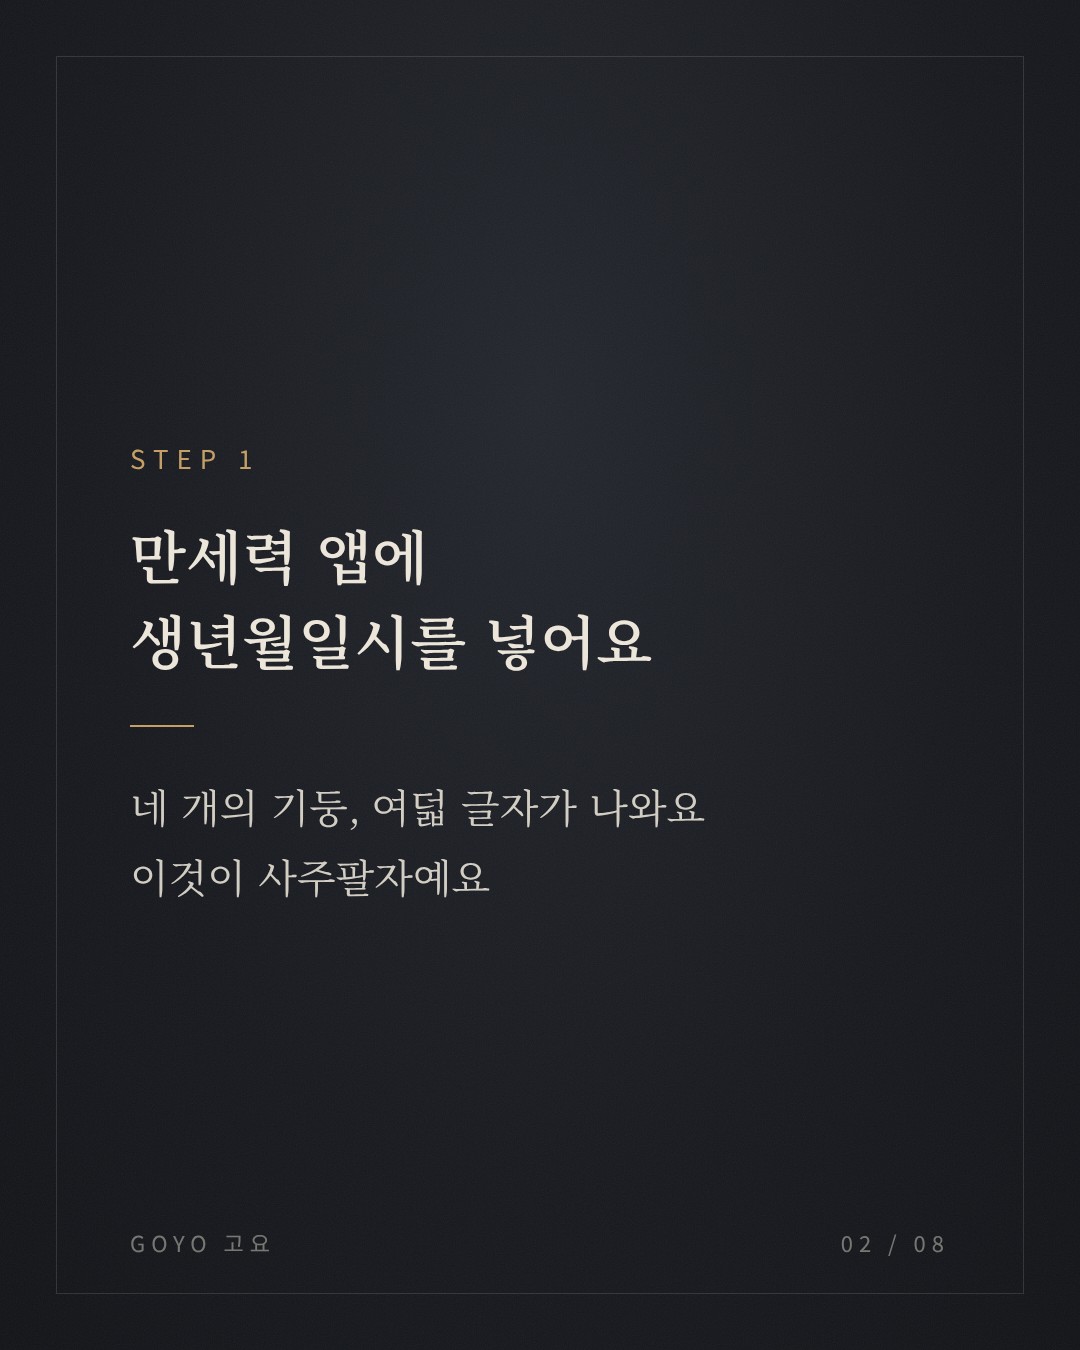 STEP 1
만세력 앱에
생년월일시를 넣어요
네 개의 기둥, 여덟 글자가 나와요
이것이 사주팔자예요
GOYO 고요
02 / 08